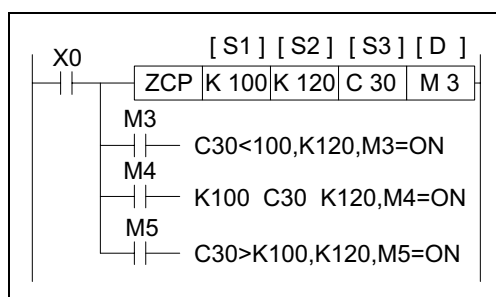 [ S1 ] [ S2 ] [ S3 ] [ D ]
X0
ZCP K 100 K 120 C 30 M 3
M3
C30<100,K120,M3=ON
M4
K100 C30 K120,M4=ON
M5
C30>K100,K120,M5=ON